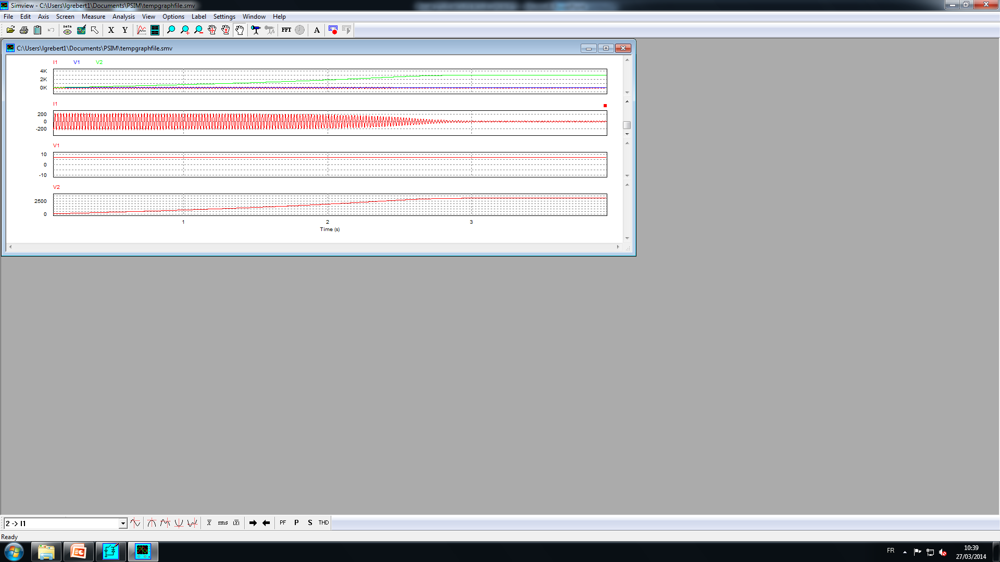 Simview - C:\Users\lgrebert1\Documents\PSIM\tempgraphfile.smv
File Edit Axis Screen Measure Analysis View Options Label Settings Window Help
DATA X Y FFT A
C:\Users\lgrebert1\Documents\PSIM\tempgraphfile.smv
I1 V1 V2
4K
2K
0K
I1
200
0
-200
V1
10
0
-10
V2
2500
0
1 2 3
Time (s)
2 -> I1 x rms |x| PF P S THD
Ready
FR 10:39
27/03/2014